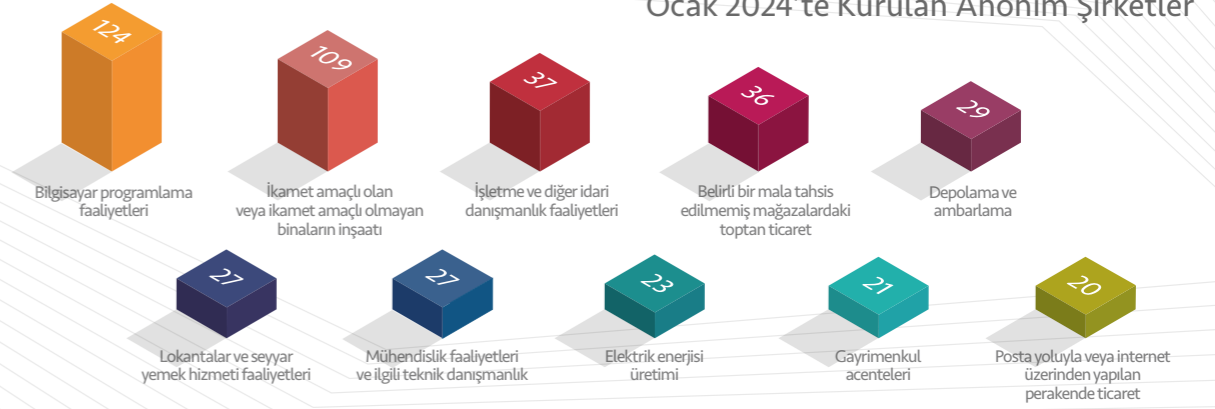 Ocak 2024'te Kurulan Anonim Şirketler
124
109
37
36
29
Bilgisayar programlama
faaliyetleri
İkamet amaçlı olan
veya ikamet amaçlı olmayan
binaların inşaatı
İşletme ve diğer idari
danışmanlık faaliyetleri
Belirli bir mala tahsis
edilmemiş mağazalardaki
toptan ticaret
Depolama ve
ambarlama
27
27
23
21
20
Lokantalar ve seyyar
yemek hizmeti faaliyetleri
Mühendislik faaliyetleri
ve ilgili teknik danışmanlık
Elektrik enerjisi
üretimi
Gayrimenkul
acenteleri
Posta yoluyla veya internet
üzerinden yapılan
perakende ticaret